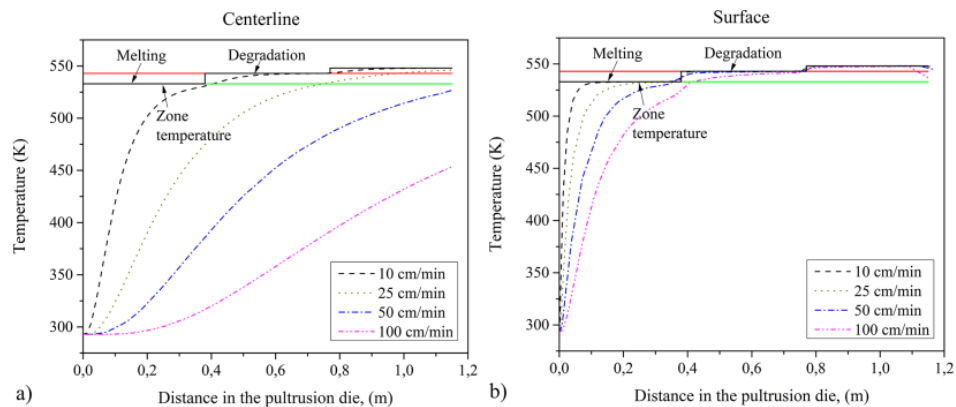 Centerline
Melting
Degradation
Zone
temperature
Temperature (K)
550
500
450
400
350
300
0,0 0,2 0,4 0,6 0,8 1,0 1,2
Distance in the pultrusion die, (m)
10 cm/min
25 cm/min
50 cm/min
100 cm/min
a)
Surface
Melting
Degradation
Zone
temperature
Temperature (K)
550
500
450
400
350
300
0,0 0,2 0,4 0,6 0,8 1,0 1,2
Distance in the pultrusion die, (m)
10 cm/min
25 cm/min
50 cm/min
100 cm/min
b)